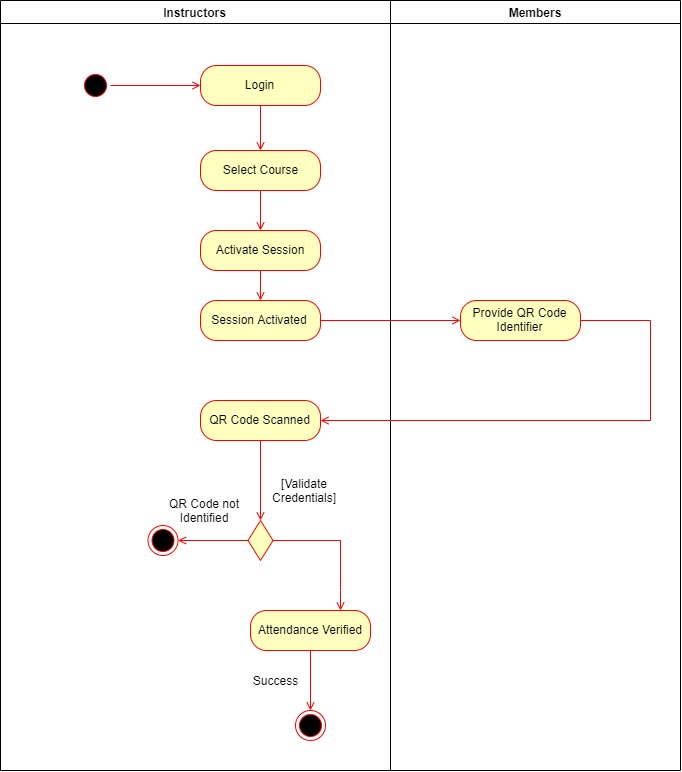 Instructors
Members
Login
Select Course
Activate Session
Session Activated
Provide QR Code
Identifier
QR Code Scanned
[Validate
Credentials]
QR Code not
Identified
Attendance Verified
Success